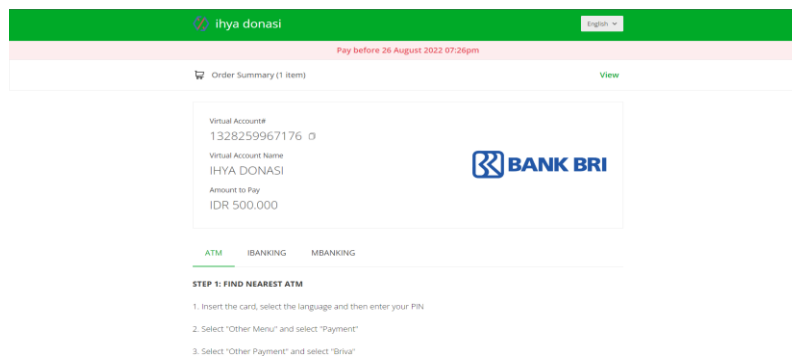 ihya donasi
English
Pay before 26 August 2022 07:26pm
Order Summary (1 item)
View
Virtual Account#
1328259967176
Virtual Account Name
IHYA DONASI
BANK BRI
Amount to Pay
IDR 500.000
ATM IBANKING MBANKING
STEP 1: FIND NEAREST ATM
1. Insert the card, select the language and then enter your PIN
2. Select "Other Menu" and select "Payment"
3. Select "Other Payment" and select "Briva"